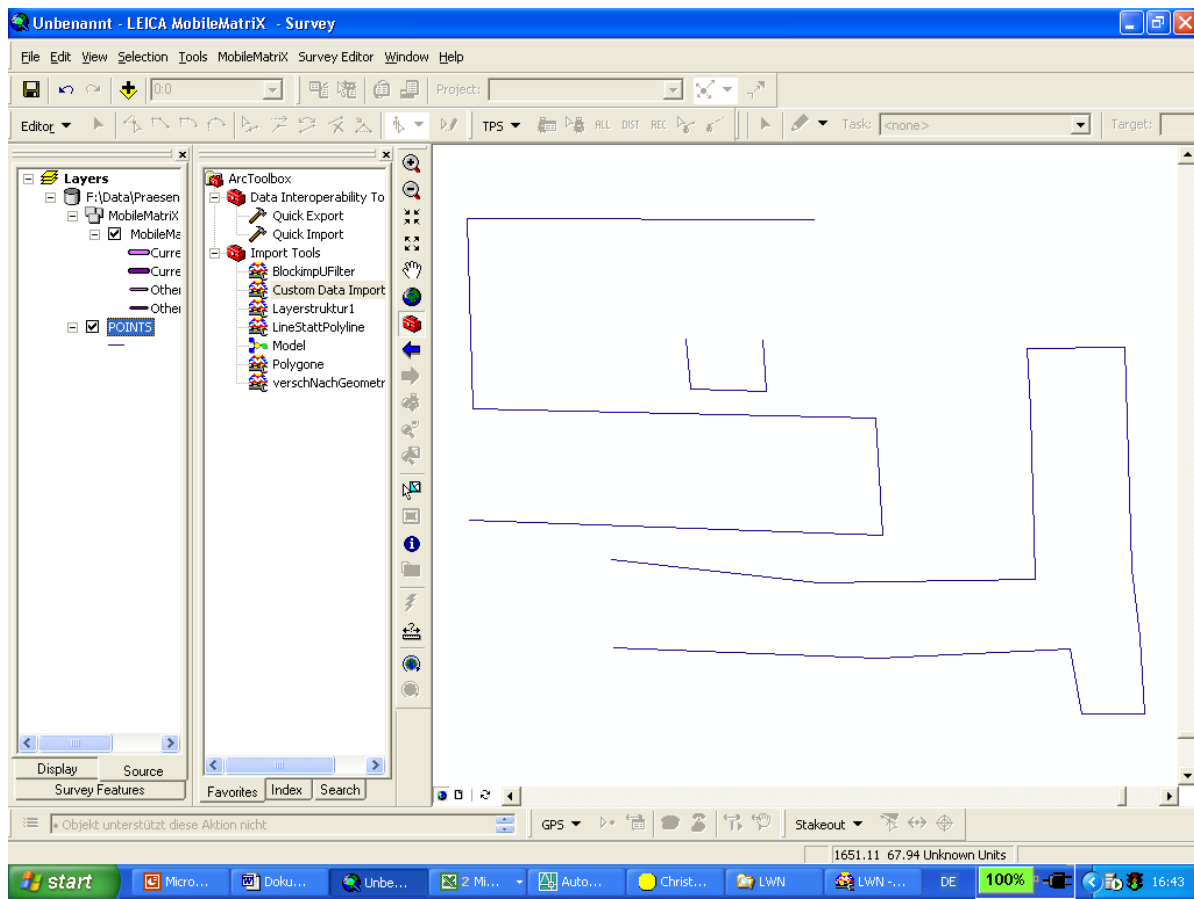 Unbenannt - LEICA MobileMatriX - Survey
File Edit View Selection Tools MobileMatriX Survey Editor Window Help
0:0 Project:
Editor TPS ALL DIST REC Task: <none> Target:
Layers
F:\Data\Praesen
MobileMatriX
MobileMa
Curre
Curre
Other
Other
POINTS
Display Source
Survey Features
ArcToolbox
Data Interoperability To
Quick Export
Quick Import
Import Tools
BlockimpUFilter
Custom Data Import
Layerstruktur1
LineStattPolyline
Model
Polygone
verschNachGeometr
Favorites Index Search
Objekt unterstützt diese Aktion nicht GPS Stakeout
1651.11 67.94 Unknown Units
start Micro... Doku... Unbe... 2 Mi... Auto... Christ... LWN LWN -... DE 100% 16:43